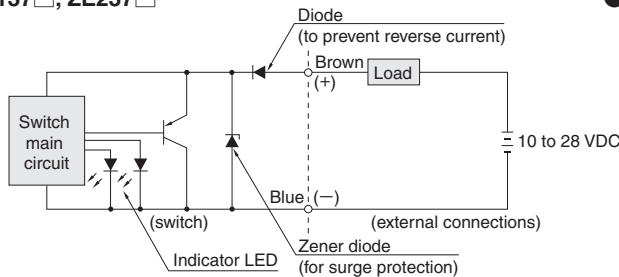 ZE237□
Diode
(to prevent reverse current)
Brown
(+)
Load
Switch
main
circuit
10 to 28 VDC
Blue
(−)
(switch)
(external connections)
Indicator LED
Zener diode
(for surge protection)